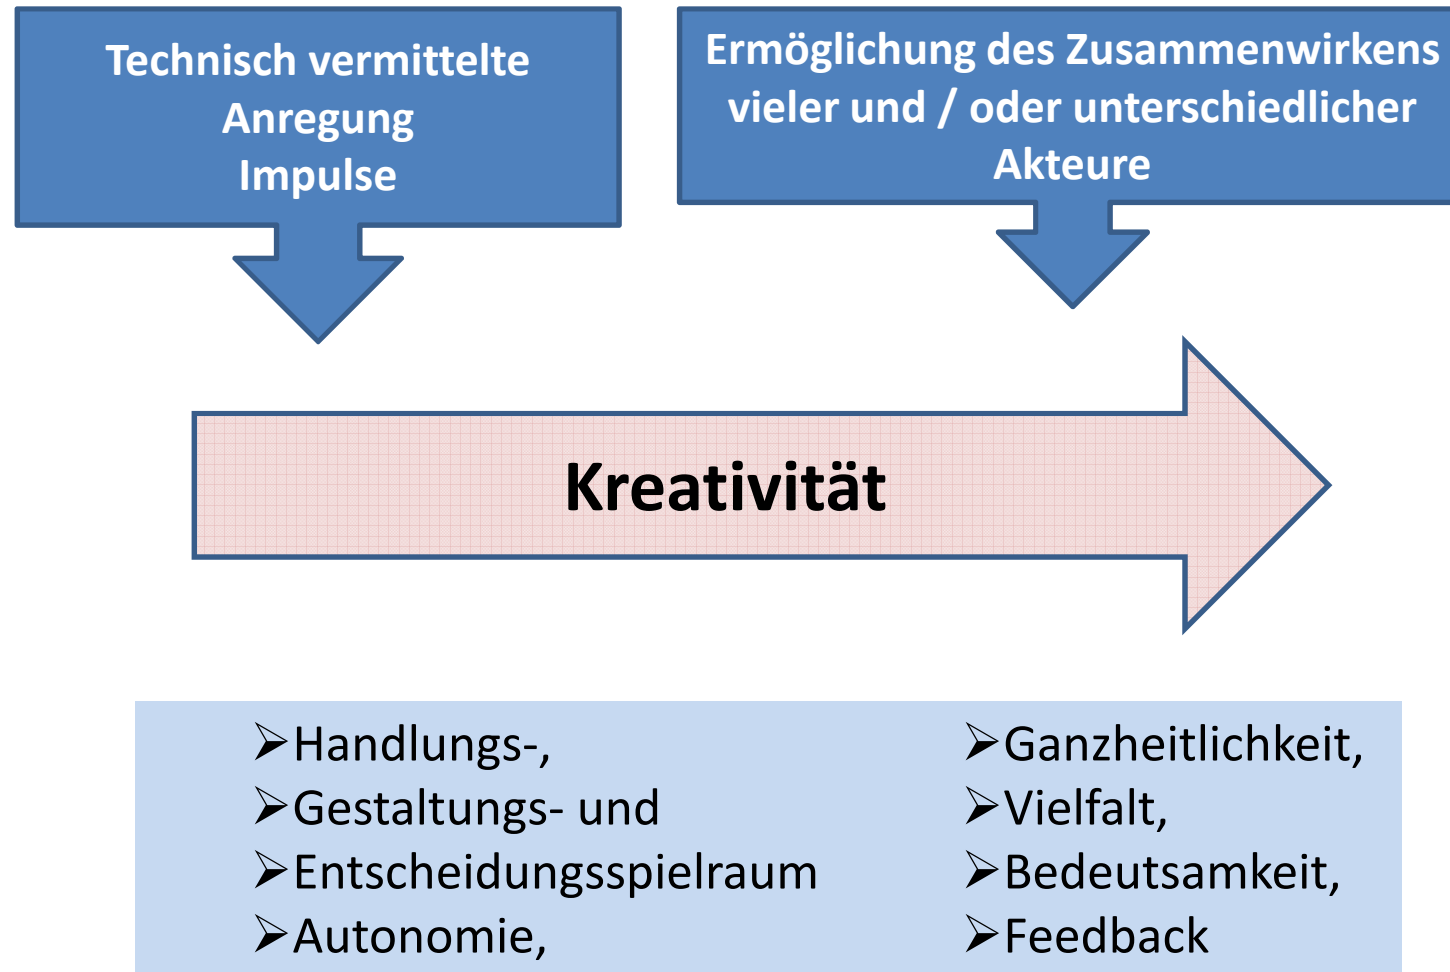 Technisch vermittelte
Anregung
Impulse
Ermöglichung des Zusammenwirkens
vieler und / oder unterschiedlicher
Akteure
Kreativität
➢Handlungs-,
➢Gestaltungs- und
➢Entscheidungsspielraum
➢Autonomie,
➢Ganzheitlichkeit,
➢Vielfalt,
➢Bedeutsamkeit,
➢Feedback